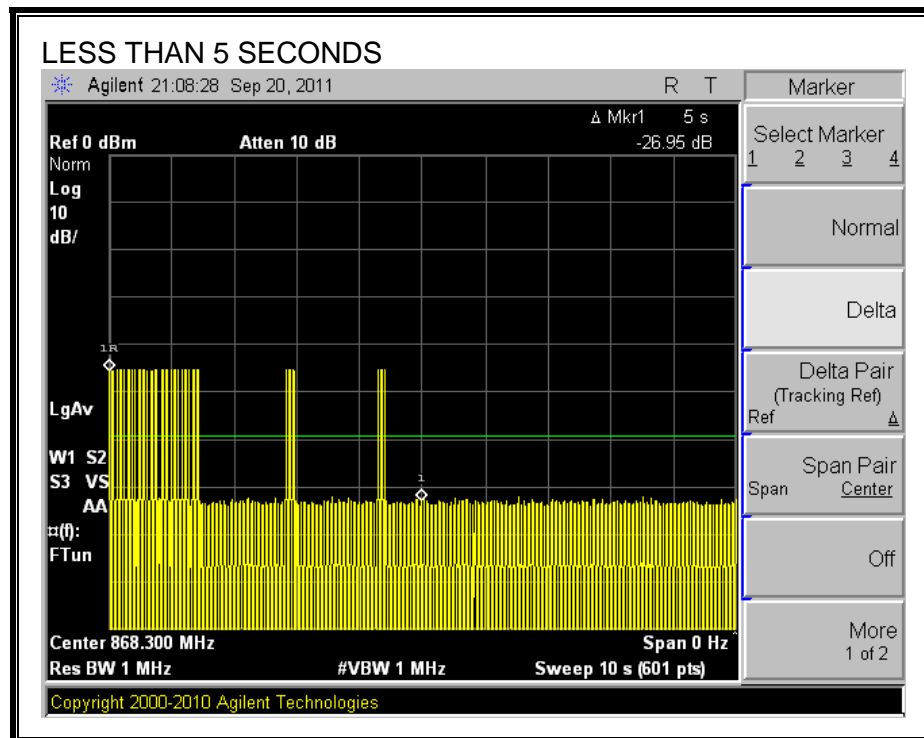 LESS THAN 5 SECONDS
Agilent 21:08:28 Sep 20, 2011 R T
Δ Mkr1 5 s
Ref 0 dBm Atten 10 dB -26.95 dB
Norm
Log
10
dB/
1R
LgAv
1
W1 S2
S3 VS
AA
¤(f):
FTun
Center 868.300 MHz Span 0 Hz
Res BW 1 MHz #VBW 1 MHz Sweep 10 s (601 pts)
Copyright 2000-2010 Agilent Technologies
Marker
Select Marker
1 2 3 4
Normal
Delta
Delta Pair
(Tracking Ref)
Ref Δ
Span Pair
Span Center
Off
More
1 of 2